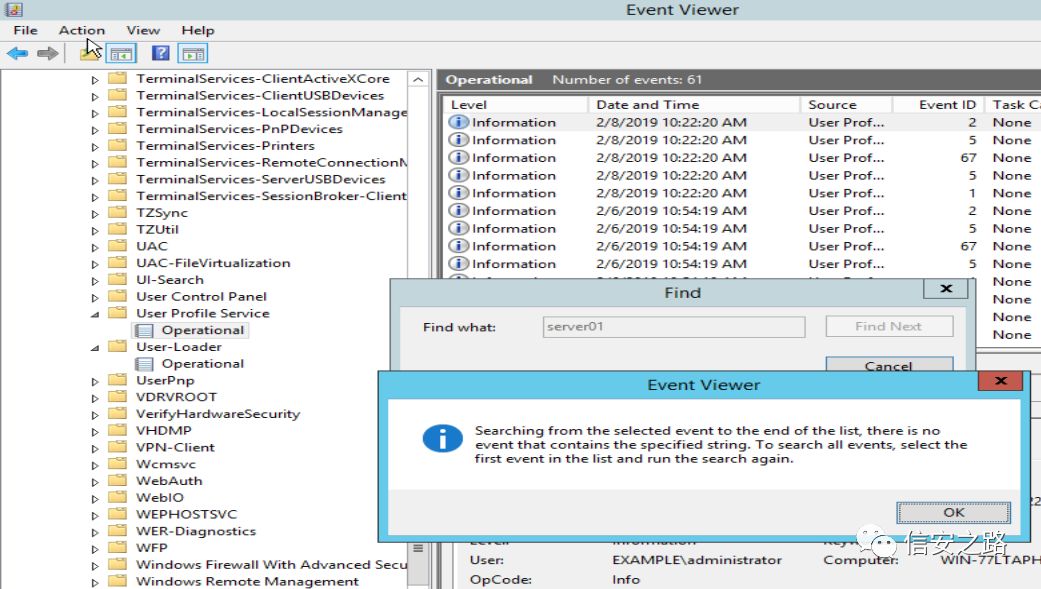 Event Viewer
File Action View Help
TerminalServices-ClientActiveXCore
TerminalServices-ClientUSBDevices
TerminalServices-LocalSessionManage
TerminalServices-PnPDevices
TerminalServices-Printers
TerminalServices-RemoteConnectionM
TerminalServices-ServerUSBDevices
TerminalServices-SessionBroker-Client
TZSync
TZUtil
UAC
UAC-FileVirtualization
UI-Search
User Control Panel
User Profile Service
Operational
User-Loader
Operational
UserPnp
VDRVROOT
VerifyHardwareSecurity
VHDMP
VPN-Client
Wcmsvc
WebAuth
WebIO
WEPHOSTSVC
WER-Diagnostics
WFP
Windows Firewall With Advanced Secu
Windows Remote Management
Operational Number of events: 61
Level Date and Time Source Event ID Task Ca
Information 2/8/2019 10:22:20 AM User Prof... 2 None
Information 2/8/2019 10:22:20 AM User Prof... 5 None
Information 2/8/2019 10:22:20 AM User Prof... 67 None
Information 2/8/2019 10:22:20 AM User Prof... 5 None
Information 2/8/2019 10:22:20 AM User Prof... 1 None
Information 2/6/2019 10:54:19 AM User Prof... 2 None
Information 2/6/2019 10:54:19 AM User Prof... 5 None
Information 2/6/2019 10:54:19 AM User Prof... 67 None
Information 2/6/2019 10:54:19 AM User Prof... 5 None
None
None
None
None
Find
Find what: server01 Find Next
Cancel
Event Viewer
Searching from the selected event to the end of the list, there is no
event that contains the specified string. To search all events, select the
first event in the list and run the search again.
OK
信安之路
User: EXAMPLE\administrator Computer: WIN-77LTAPH
OpCode: Info